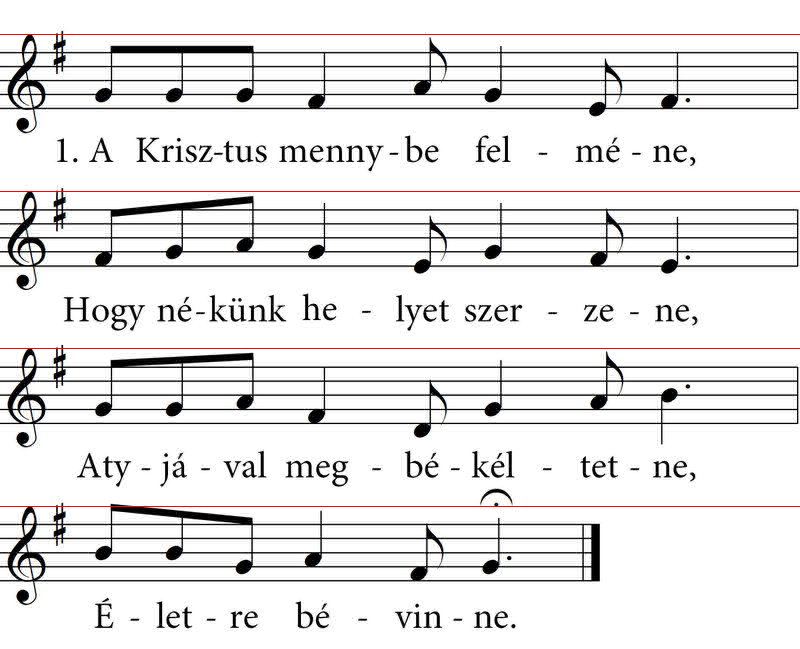 1. A Krisz-tus menny-be fel - mé - ne,
Hogy né-künk he - lyet szer - ze - ne,
Aty - já - val meg - bé - kél - tet - ne,
É - let - re bé - vin - ne.